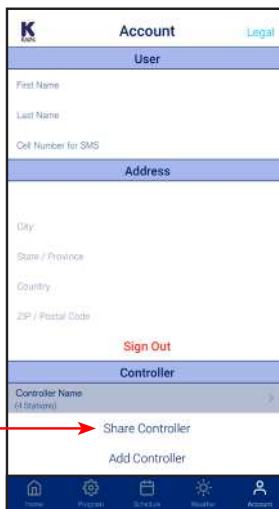 K
RAIN
Account
Legal
User
First Name
Last Name
Cell Number for SMS
Address
City
State / Province
Country
ZIP / Postal Code
Sign Out
Controller
Controller Name
(4 Stations)
Share Controller
Add Controller
Home Program Schedule Weather Account